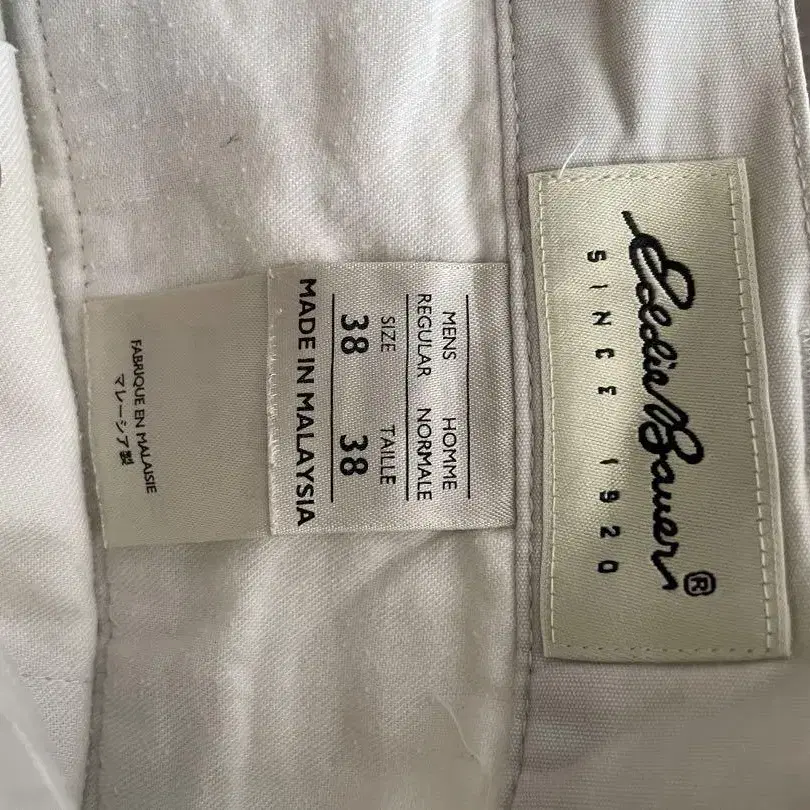 Eddie Bauer®
SINCE 1920
MENS HOMME
REGULAR NORMALE
SIZE TAILLE
38 38
MADE IN MALAYSIA
FABRIQUE EN MALAISIE
マレーシア製